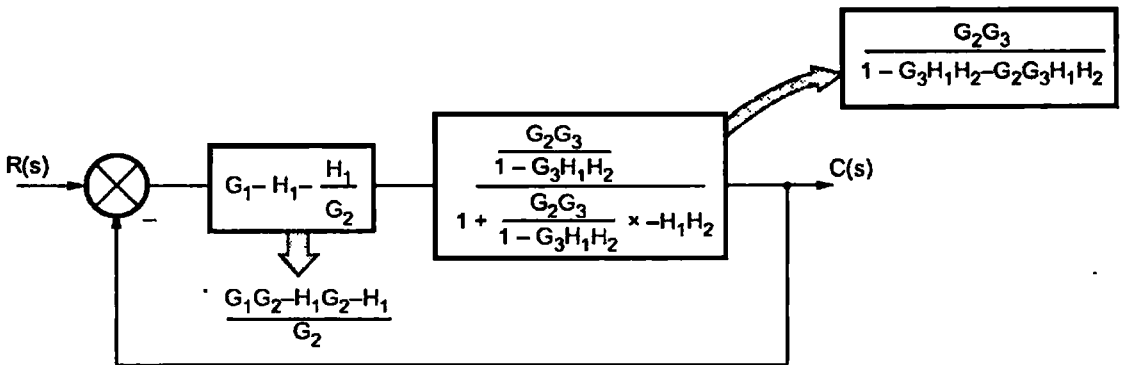 G₂G₃
1 – G₃H₁H₂–G₂G₃H₁H₂
R(s)
G₁– H₁– H₁/G₂
G₂G₃
1 – G₃H₁H₂
1 + G₂G₃/(1 – G₃H₁H₂) × –H₁H₂
C(s)
–
G₁G₂–H₁G₂–H₁
G₂